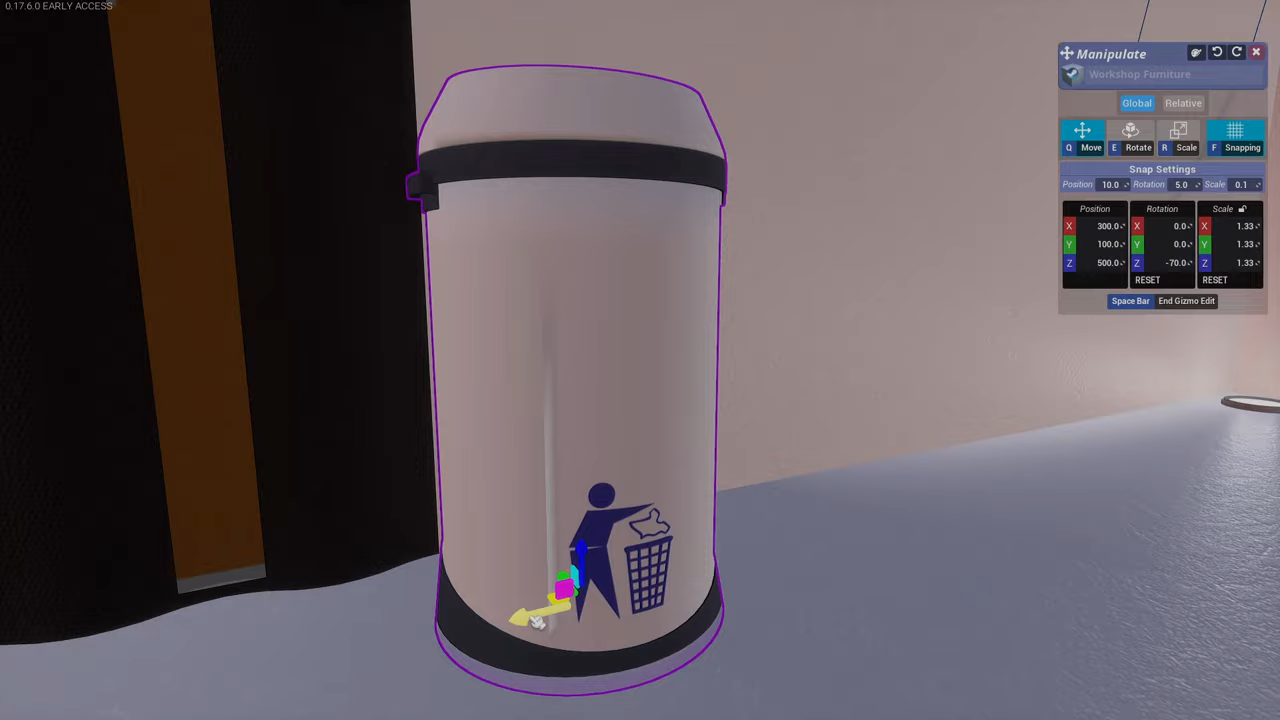 0.17.6.0 EARLY ACCESS
Manipulate
Workshop Furniture
Global Relative
Q Move E Rotate R Scale F Snapping
Snap Settings
Position 10.0 Rotation 5.0 Scale 0.1
Position Rotation Scale
X 300.0 X 0.0 X 1.33
Y 100.0 Y 0.0 Y 1.33
Z 500.0 Z -70.0 Z 1.33
RESET RESET
Space Bar End Gizmo Edit